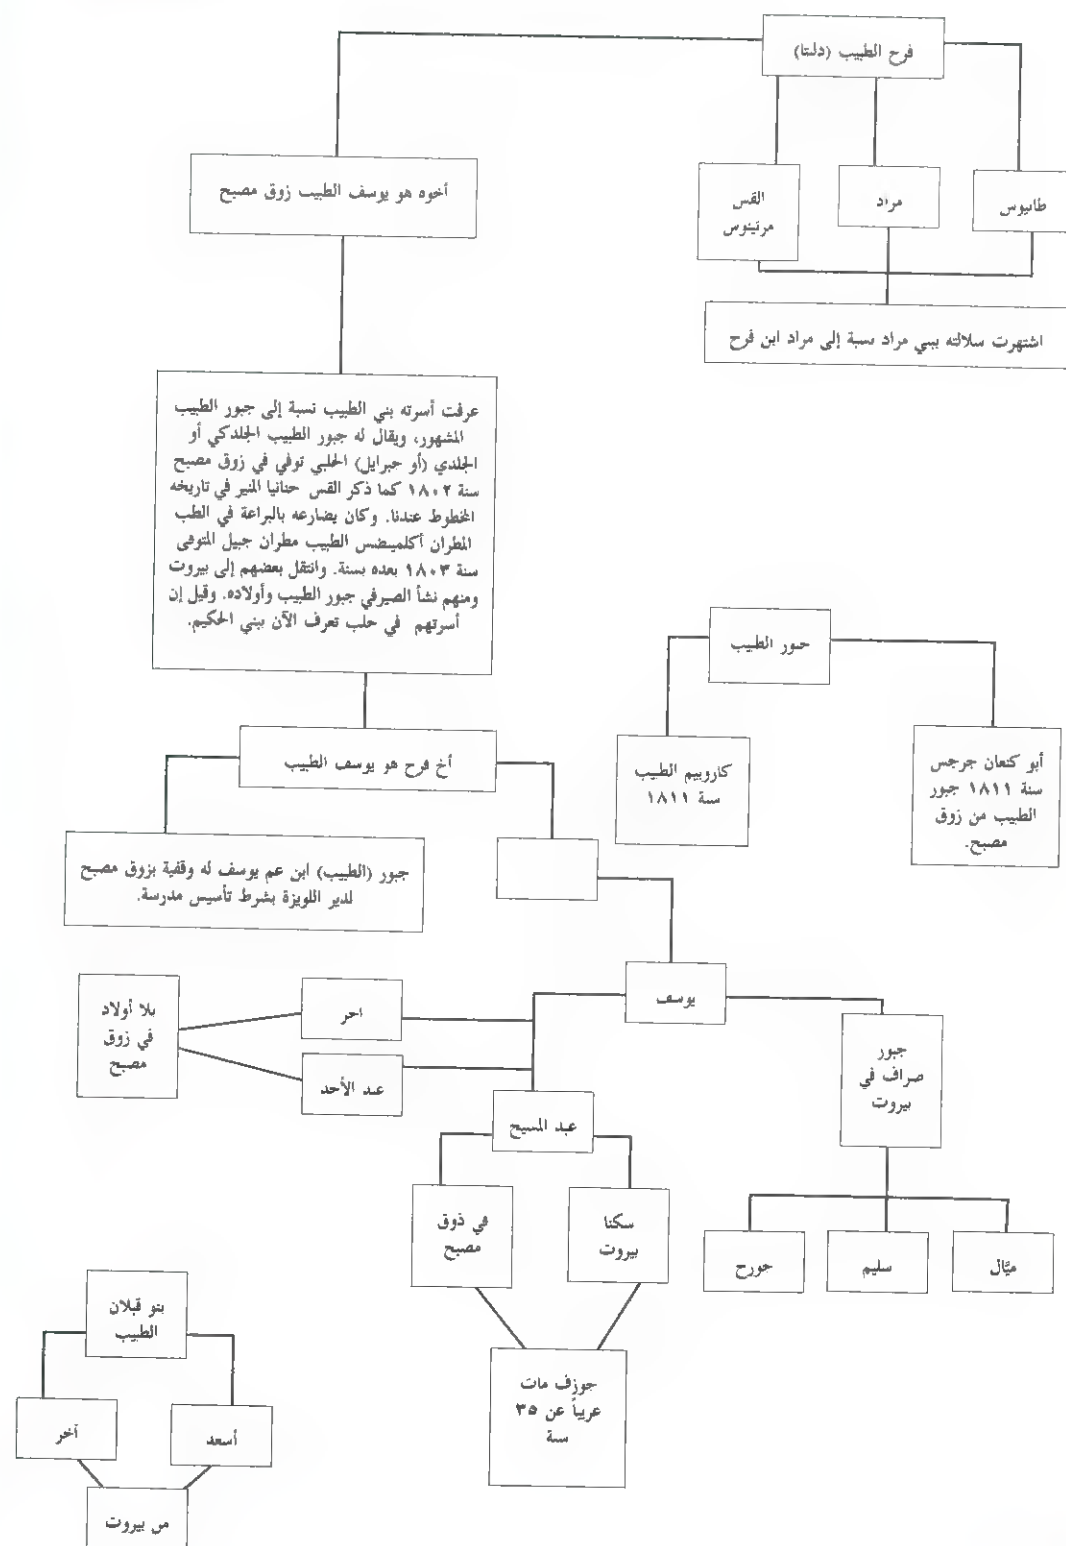 فرح الطبيب (دلبتا)
أخوه هو يوسف الطبيب زوق مصبح
طانيوس
مراد
القس
مرتينوس
اشتهرت سلالته ببني مراد نسبة إلى مراد ابن فرح
عرفت أسرته بني الطبيب نسبة إلى جبور الطبيب
المشهور، ويقال له جبور الطبيب الجلدكي أو
الجلدي (أو جبرايل) الحلبي توفي في زوق مصبح
سنة ١٨٠٢ كما ذكر القس حنانيا المنير في تاريخه
المخطوط عندنا. وكان يضارعه بالبراعة في الطب
المطران أكلميضس الطبيب مطران جبيل المتوفى
سنة ١٨٠٣ بعده بسنة. وانتقل بعضهم إلى بيروت
ومنهم نشأ الصيرفي جبور الطبيب وأولاده. وقيل إن
أسرتهم في حلب تعرف الآن ببني الحكيم.
جبور الطبيب
أبو كنعان جرجس
سنة ١٨١١ جبور
الطبيب من زوق
مصبح.
كاروبيم الطبيب
سنة ١٨١١
أخ فرح هو يوسف الطبيب
جبور (الطبيب) ابن عم يوسف له وقفية بزوق مصبح
لدير اللويزة بشرط تأسيس مدرسة.
يوسف
جبور
صراف في
بيروت
اخر
عبد الأحد
بلا أولاد
في زوق
مصبح
عبد المسيح
سكنا
بيروت
في ذوق
مصبح
ميَّال
سليم
جورج
جوزف مات
عريباً عن ٣٥
سنة
بنو قبلان
الطبيب
أسعد
آخر
من بيروت